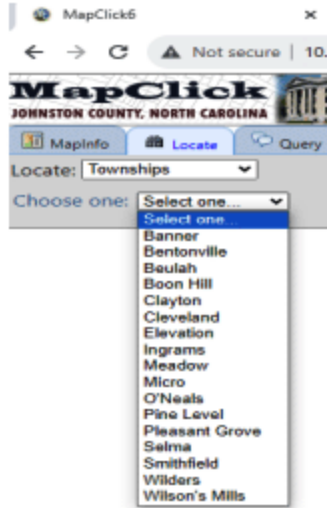 MapClick6
Not secure | 10.
MapClick
JOHNSTON COUNTY, NORTH CAROLINA
MapInfo Locate Query
Locate: Townships
Choose one: Select one...
Select one...
Banner
Bentonville
Beulah
Boon Hill
Clayton
Cleveland
Elevation
Ingrams
Meadow
Micro
O'Neals
Pine Level
Pleasant Grove
Selma
Smithfield
Wilders
Wilson's Mills